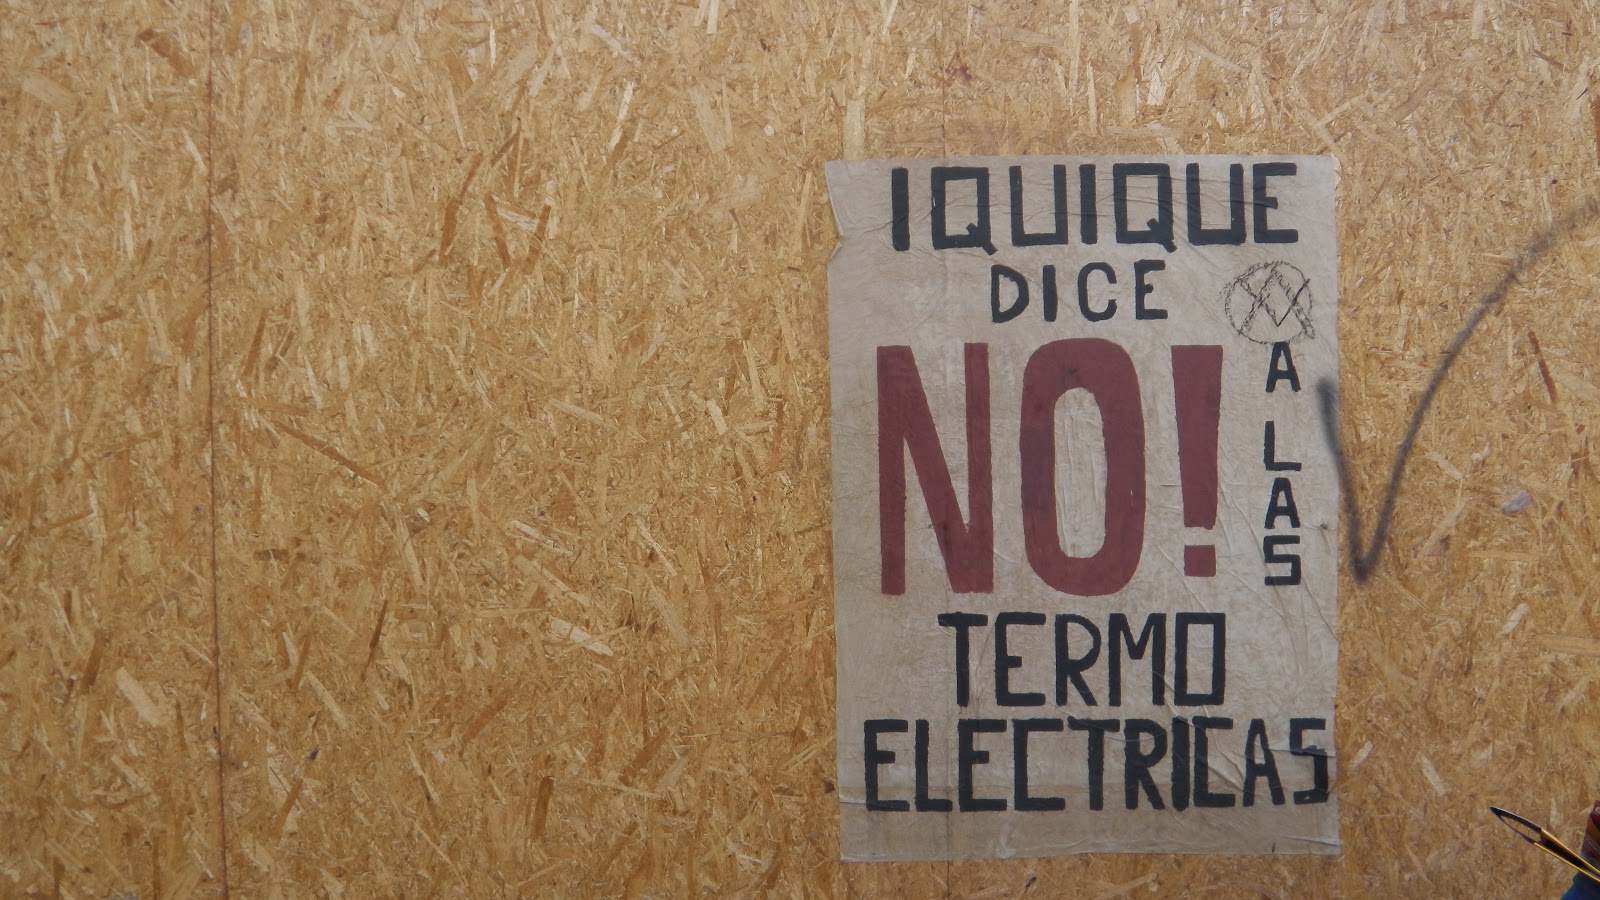 IQUIQUE
DICE
NO!
A LAS
TERMO
ELECTRICAS